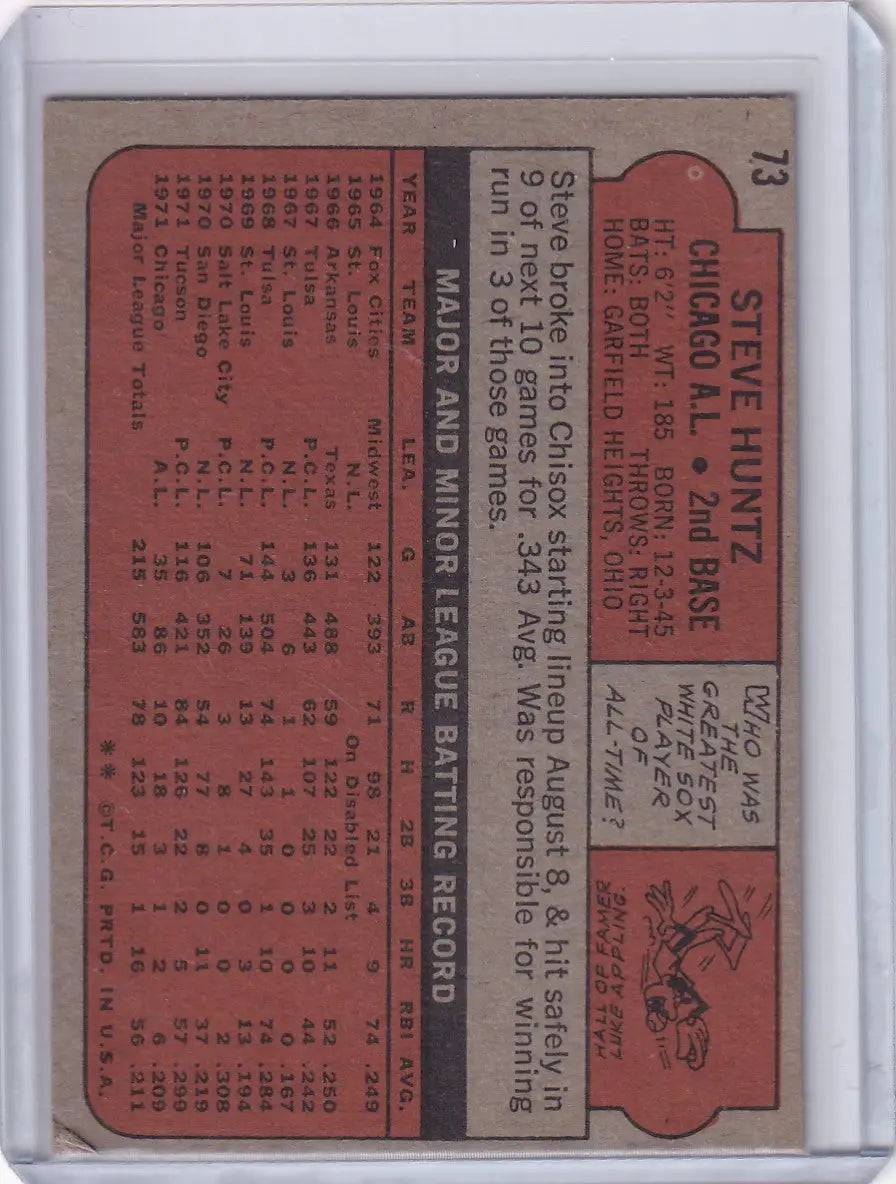 73
STEVE HUNTZ
CHICAGO A.L. • 2nd BASE
HT: 6'2" WT: 185 BORN: 12-3-45
BATS: BOTH THROWS: RIGHT
HOME: GARFIELD HEIGHTS, OHIO
WHO WAS
THE
GREATEST
WHITE SOX
PLAYER
OF
ALL-TIME?
LUKE APPLING.
HALL OF FAMER
Steve broke into Chisox starting lineup August 8, & hit safely in
9 of next 10 games for .343 Avg. Was responsible for winning
run in 3 of those games.
MAJOR AND MINOR LEAGUE BATTING RECORD
YEAR TEAM LEA. G AB R H 2B 3B HR RBI AVG.
1964 Fox Cities Midwest 122 393 71 98 21 4 9 74 .249
1965 St. Louis N.L. On Disabled List
1966 Arkansas Texas 131 488 59 122 22 2 11 52 .250
1967 Tulsa P.C.L. 136 443 62 107 25 3 10 44 .242
1967 St. Louis N.L. 3 6 1 1 0 0 0 0 .167
1968 Tulsa P.C.L. 144 504 74 143 35 1 10 74 .284
1969 St. Louis N.L. 71 139 13 27 4 0 3 13 .194
1970 Salt Lake City P.C.L. 7 26 3 8 1 0 0 2 .308
1970 San Diego N.L. 106 352 54 77 8 0 11 37 .219
1971 Tucson P.C.L. 116 421 84 126 22 2 5 57 .299
1971 Chicago A.L. 35 86 10 18 3 1 2 6 .209
Major League Totals 215 583 78 123 15 1 16 56 .211
** ©T.C.G. PRTD. IN U.S.A.